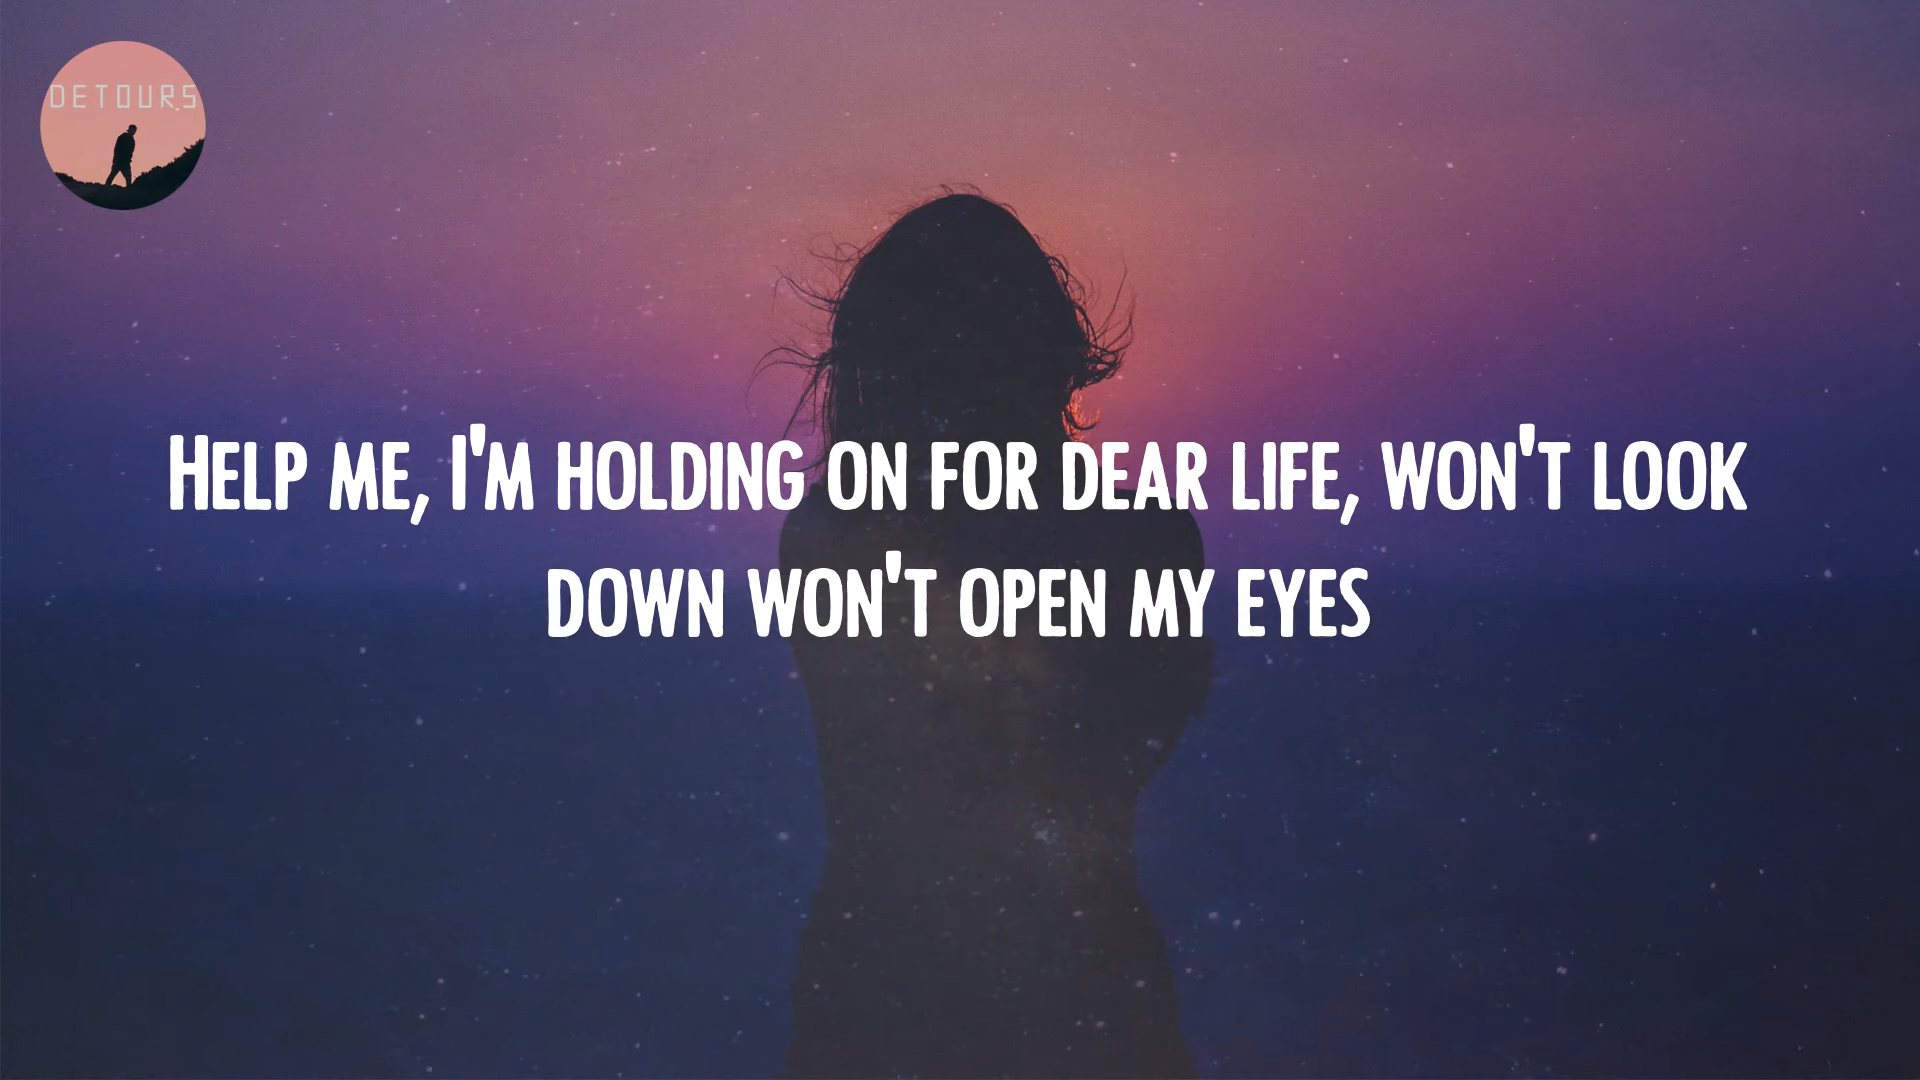 DETOURS
Help me, I'm holding on for dear life, won't look
down won't open my eyes